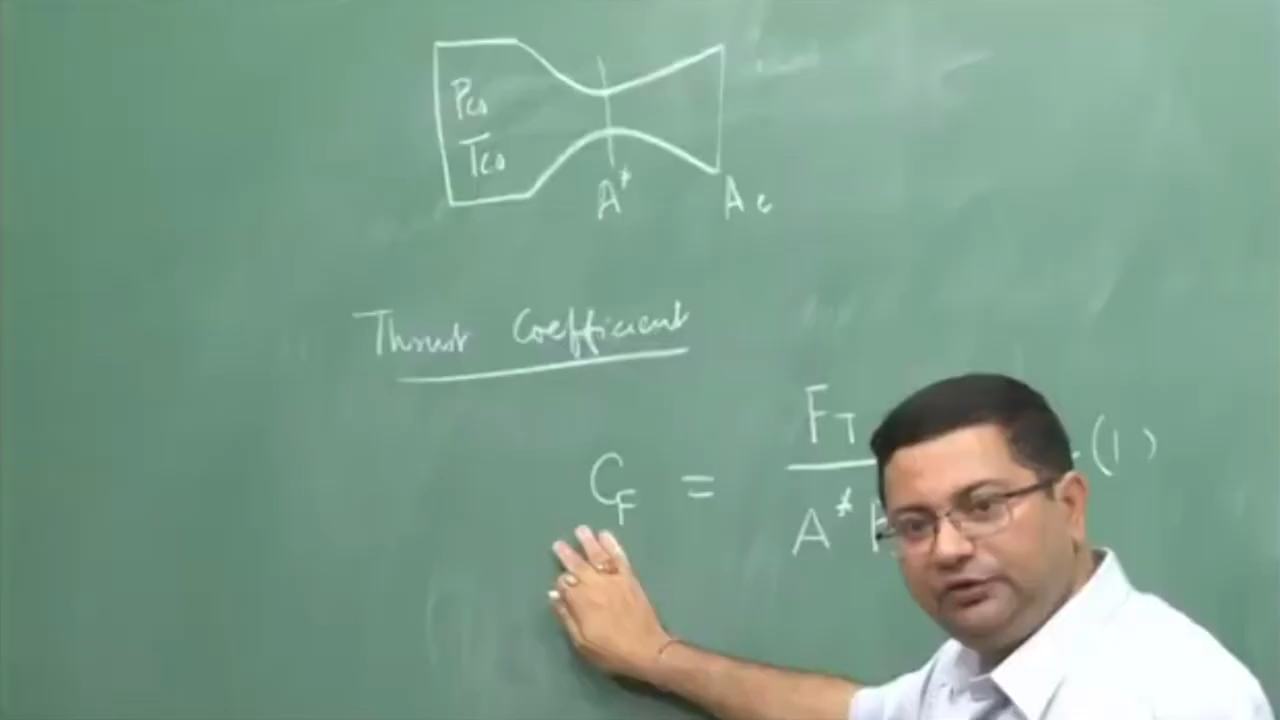 Pco
Tco
A*
Ae
Thrust Coefficient
FT
CF = (1)
A*